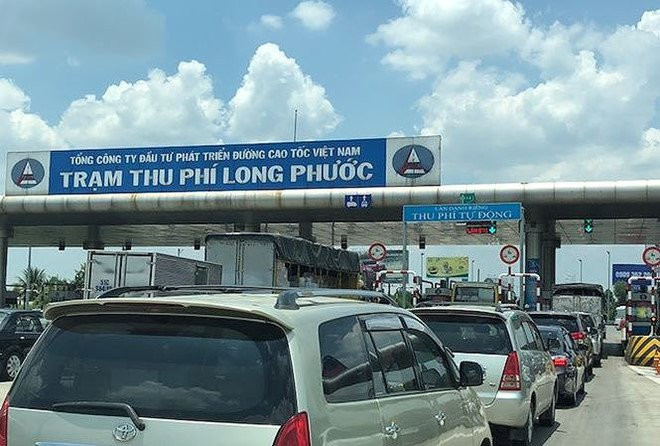 TỔNG CÔNG TY ĐẦU TƯ PHÁT TRIỂN ĐƯỜNG CAO TỐC VIỆT NAM
TRẠM THU PHÍ LONG PHƯỚC
LÀN DÀNH RIÊNG
THU PHÍ TỰ ĐỘNG